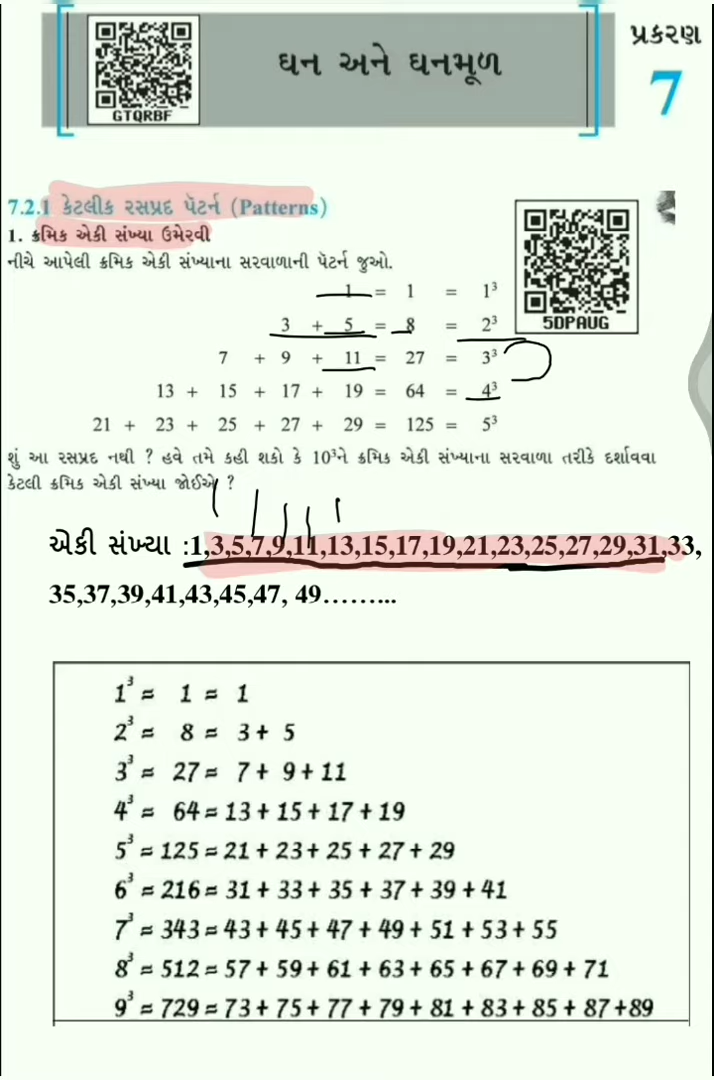 પ્રકરણ
ઘન અને ઘનમૂળ
7
GTQRBF
7.2.1 કેટલીક રસપ્રદ પૅટર્ન (Patterns)
1. ક્રમિક એકી સંખ્યા ઉમેરવી
નીચે આપેલી ક્રમિક એકી સંખ્યાના સરવાળાની પૅટર્ન જુઓ.
1 = 1 = 1³
3 + 5 = 8 = 2³
5DPAUG
7 + 9 + 11 = 27 = 3³
13 + 15 + 17 + 19 = 64 = 4³
21 + 23 + 25 + 27 + 29 = 125 = 5³
શું આ રસપ્રદ નથી ? હવે તમે કહી શકો કે 10³ને ક્રમિક એકી સંખ્યાના સરવાળા તરીકે દર્શાવવા
કેટલી ક્રમિક એકી સંખ્યા જોઈએ ?
એકી સંખ્યા :1,3,5,7,9,11,13,15,17,19,21,23,25,27,29,31,33,
35,37,39,41,43,45,47, 49.........
1³ = 1 = 1
2³ = 8 = 3 + 5
3³ = 27 = 7 + 9 + 11
4³ = 64 = 13 + 15 + 17 + 19
5³ = 125 = 21 + 23 + 25 + 27 + 29
6³ = 216 = 31 + 33 + 35 + 37 + 39 + 41
7³ = 343 = 43 + 45 + 47 + 49 + 51 + 53 + 55
8³ = 512 = 57 + 59 + 61 + 63 + 65 + 67 + 69 + 71
9³ = 729 = 73 + 75 + 77 + 79 + 81 + 83 + 85 + 87 +89